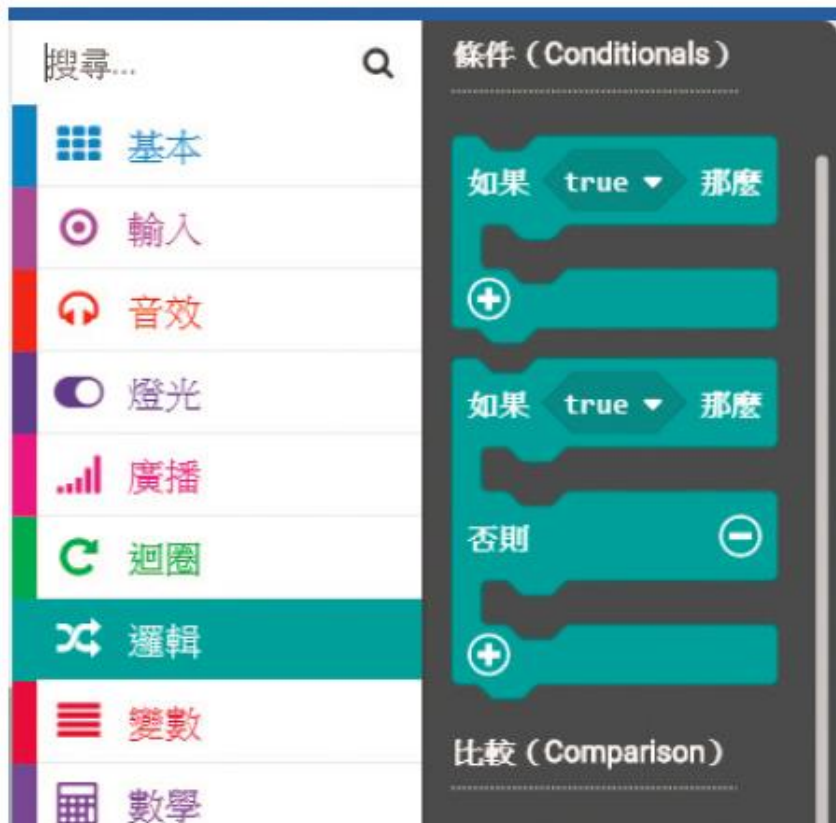 搜尋...
基本
輸入
音效
燈光
廣播
迴圈
邏輯
變數
數學
條件（Conditionals）
如果 true 那麼
如果 true 那麼
否則
比較（Comparison）